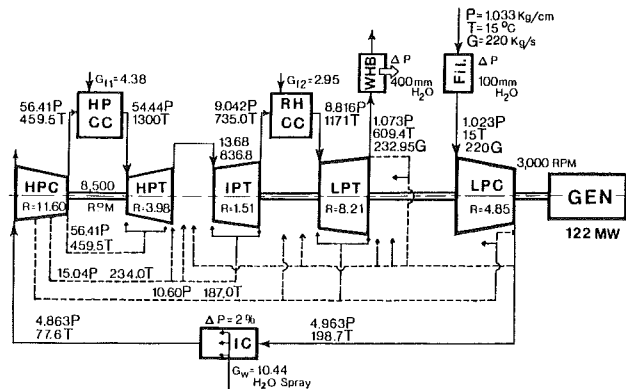 P=1.033 Kg/cm
T=15 °C
G=220 Kg/s
G f1 = 4.38
56.41P
459.5T
HP
CC
54.44P
1300T
9.042P
735.0T
G f2 = 2.95
RH
CC
8.816P
1171T
WHB
ΔP
400mm
H2O
Fil.
ΔP
100mm
H2O
1.073P
609.4T
232.95G
1.023P
15T
220G
13.68
836.8
HPC
R=11.60
8,500
RPM
HPT
R=3.98
IPT
R=1.51
LPT
R=8.21
LPC
R=4.85
3,000 RPM
GEN
122 MW
56.41P
459.5T
15.04P 234.0T
10.60P 187.0T
4.863P
77.6T
ΔP=2%
IC
4.963P
198.7T
Gw=10.44
H2O Spray